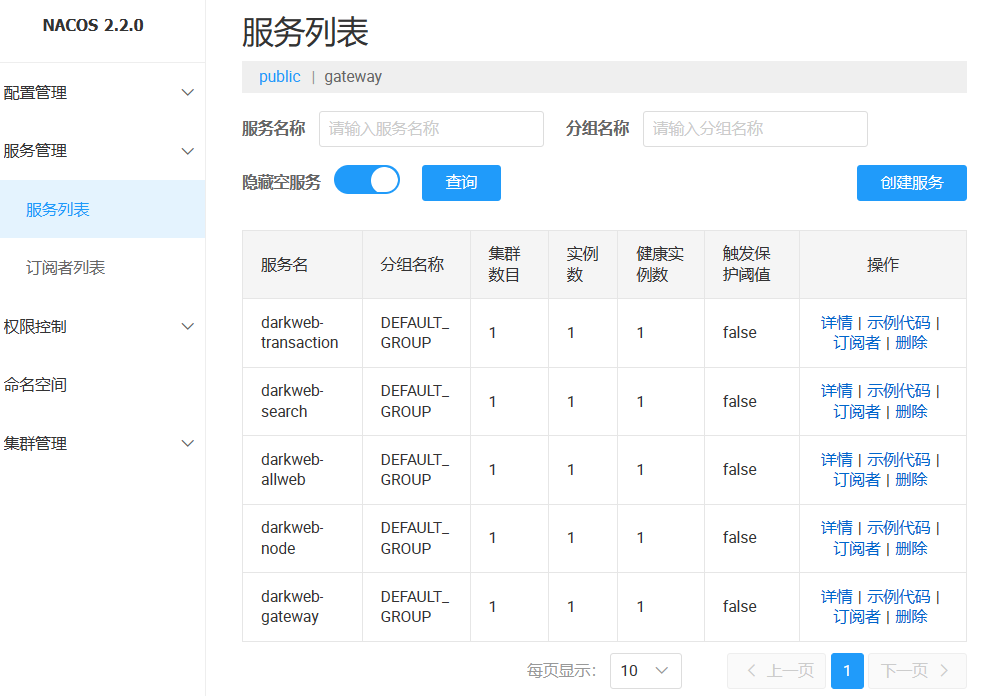 NACOS 2.2.0
配置管理
服务管理
服务列表
订阅者列表
权限控制
命名空间
集群管理
服务列表
public | gateway
服务名称 请输入服务名称 分组名称 请输入分组名称
隐藏空服务 查询 创建服务
服务名 分组名称 集群数目 实例数 健康实例数 触发保护阈值 操作
darkweb-transaction DEFAULT_GROUP 1 1 1 false 详情 | 示例代码 | 订阅者 | 删除
darkweb-search DEFAULT_GROUP 1 1 1 false 详情 | 示例代码 | 订阅者 | 删除
darkweb-allweb DEFAULT_GROUP 1 1 1 false 详情 | 示例代码 | 订阅者 | 删除
darkweb-node DEFAULT_GROUP 1 1 1 false 详情 | 示例代码 | 订阅者 | 删除
darkweb-gateway DEFAULT_GROUP 1 1 1 false 详情 | 示例代码 | 订阅者 | 删除
每页显示: 10 上一页 1 下一页